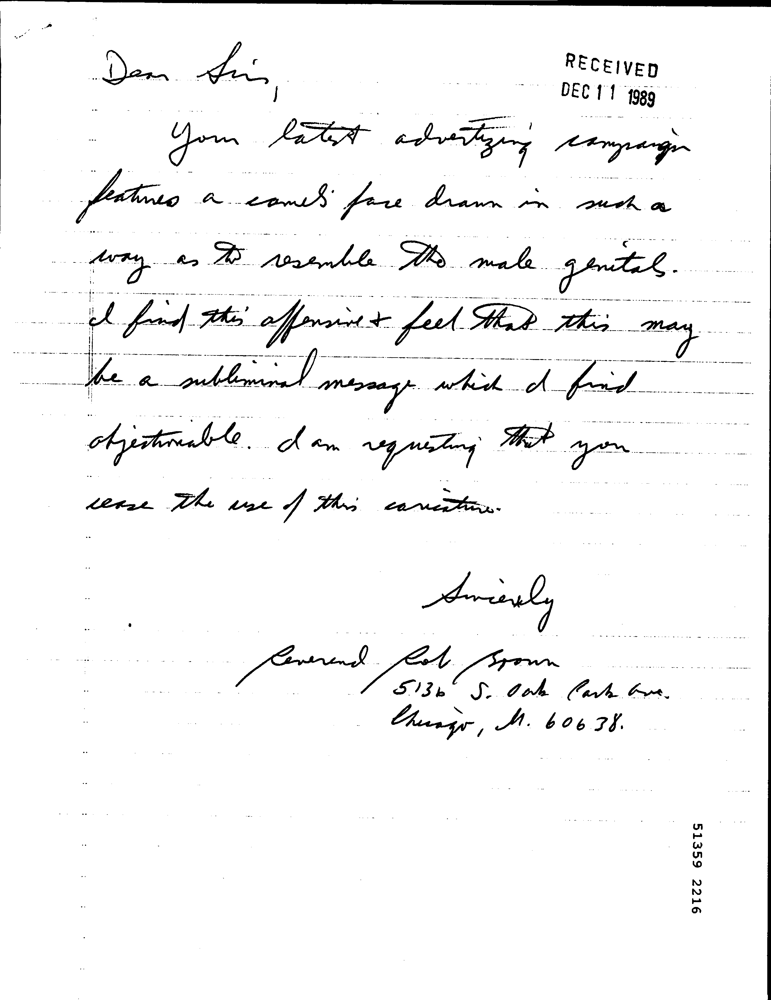 Dear Sirs,
RECEIVED
DEC 11 1989
Your latest advertizing campaign
features a camel's face drawn in such a
way as to resemble the male genitals.
I find this offensive & feel that this may
be a subliminal message which I find
objectionable. I am requesting that you
cease the use of this caricature.
Sincerely
Reverend Rob Brown
5136 S. Oak Park Ave.
Chicago, Il. 60638.
51359 2216